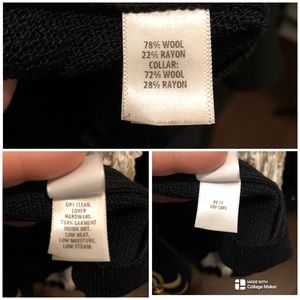 78% WOOL
22% RAYON
COLLAR:
72% WOOL
28% RAYON
DRY CLEAN.
COVER
HARDWARE.
TURN GARMENT
INSIDE OUT.
LOW HEAT.
LOW MOISTURE,
LOW STEAM.
MADE WITH
Collage Maker